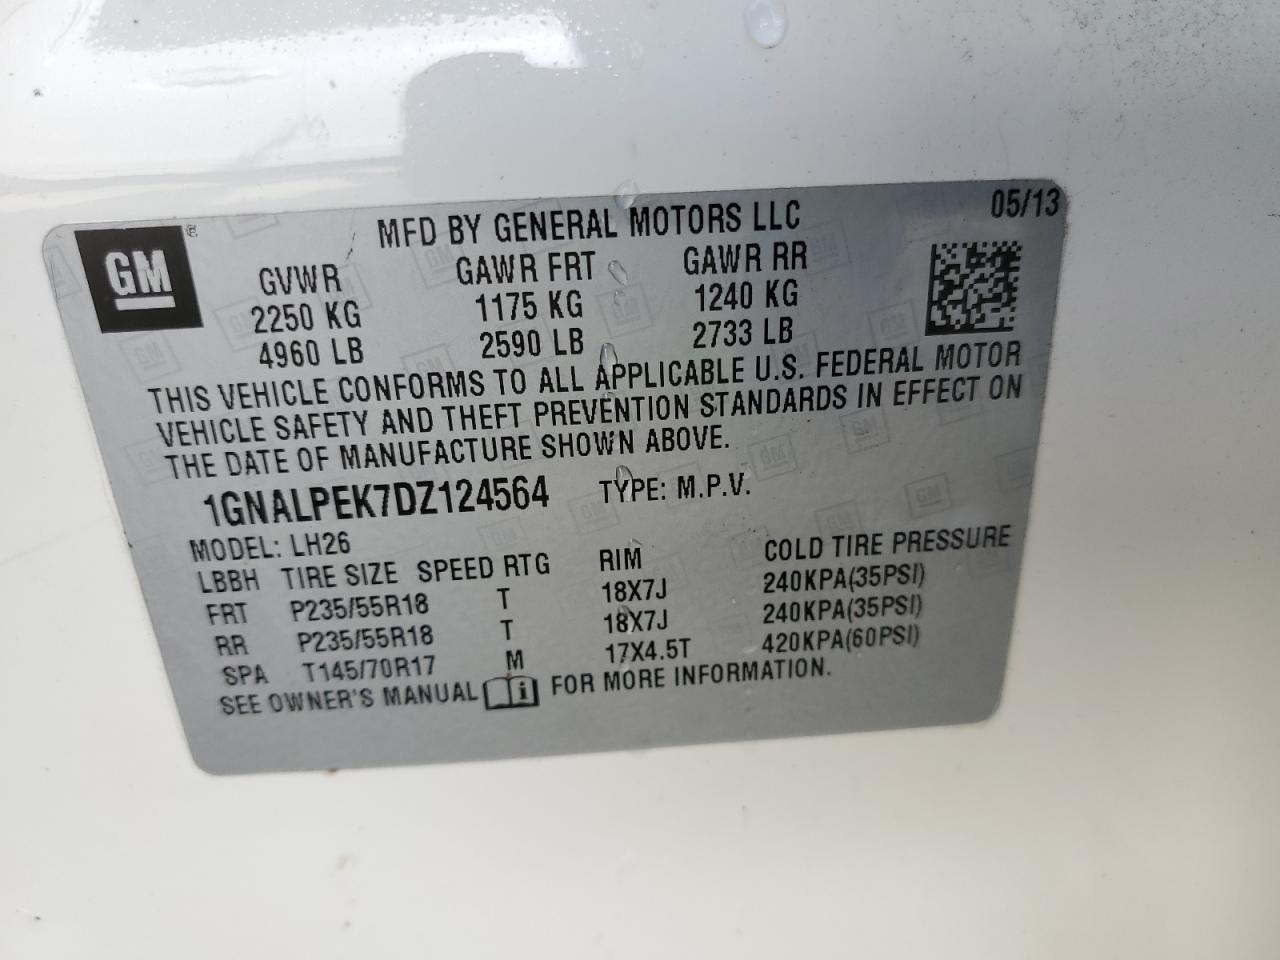 GM ®
MFD BY GENERAL MOTORS LLC 05/13
GVWR GAWR FRT GAWR RR
2250 KG 1175 KG 1240 KG
4960 LB 2590 LB 2733 LB
THIS VEHICLE CONFORMS TO ALL APPLICABLE U.S. FEDERAL MOTOR
VEHICLE SAFETY AND THEFT PREVENTION STANDARDS IN EFFECT ON
THE DATE OF MANUFACTURE SHOWN ABOVE.
1GNALPEK7DZ124564 TYPE: M.P.V.
MODEL: LH26
LBBH TIRE SIZE SPEED RTG RIM COLD TIRE PRESSURE
FRT P235/55R18 T 18X7J 240KPA(35PSI)
RR P235/55R18 T 18X7J 240KPA(35PSI)
SPA T145/70R17 M 17X4.5T 420KPA(60PSI)
SEE OWNER'S MANUAL i FOR MORE INFORMATION.